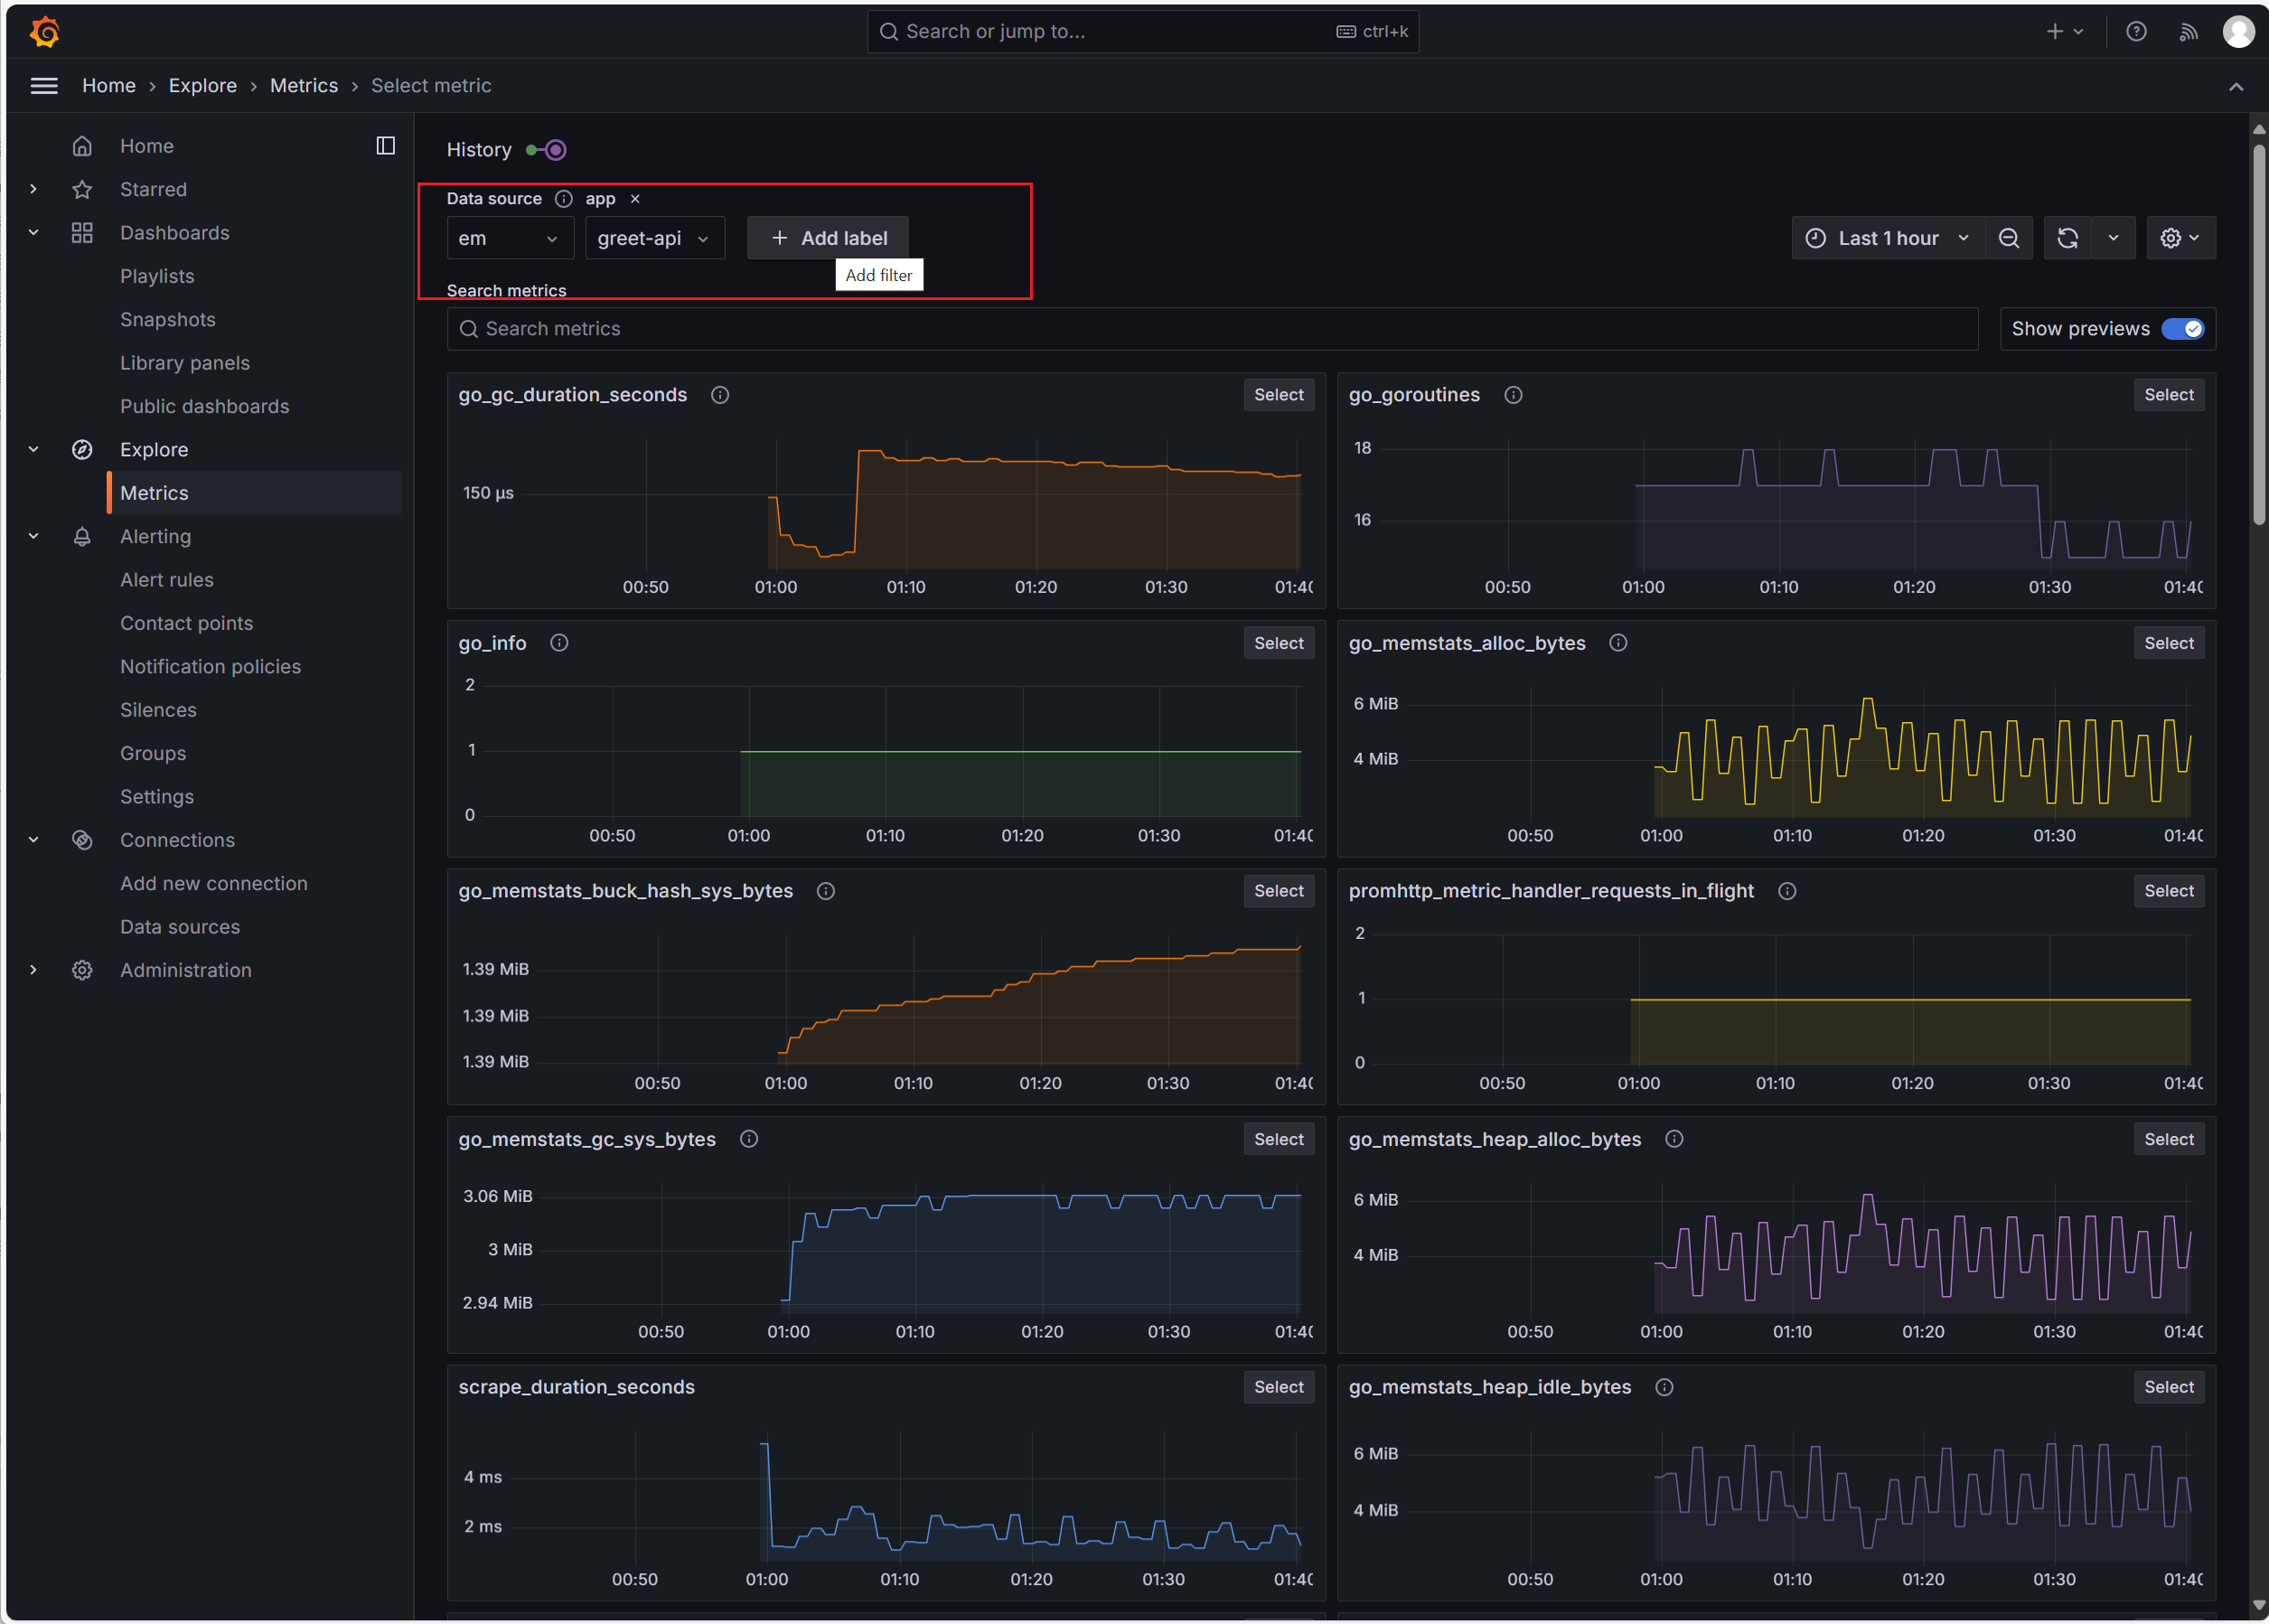 Search or jump to...
ctrl+k
Home
Explore
Metrics
Select metric
Home
Starred
Dashboards
Playlists
Snapshots
Library panels
Public dashboards
Explore
Metrics
Alerting
Alert rules
Contact points
Notification policies
Silences
Groups
Settings
Connections
Add new connection
Data sources
Administration
History
Data source
app
em
greet-api
Add label
Add filter
Last 1 hour
Search metrics
Search metrics
Show previews
go_gc_duration_seconds
Select
150 µs
00:50 01:00 01:10 01:20 01:30 01:40
go_goroutines
Select
18
16
00:50 01:00 01:10 01:20 01:30 01:40
go_info
Select
2
1
0
00:50 01:00 01:10 01:20 01:30 01:40
go_memstats_alloc_bytes
Select
6 MiB
4 MiB
00:50 01:00 01:10 01:20 01:30 01:40
go_memstats_buck_hash_sys_bytes
Select
1.39 MiB
1.39 MiB
1.39 MiB
00:50 01:00 01:10 01:20 01:30 01:40
promhttp_metric_handler_requests_in_flight
Select
2
1
0
00:50 01:00 01:10 01:20 01:30 01:40
go_memstats_gc_sys_bytes
Select
3.06 MiB
3 MiB
2.94 MiB
00:50 01:00 01:10 01:20 01:30 01:40
go_memstats_heap_alloc_bytes
Select
6 MiB
4 MiB
00:50 01:00 01:10 01:20 01:30 01:40
scrape_duration_seconds
Select
4 ms
2 ms
00:50 01:00 01:10 01:20 01:30 01:40
go_memstats_heap_idle_bytes
Select
6 MiB
4 MiB
00:50 01:00 01:10 01:20 01:30 01:40